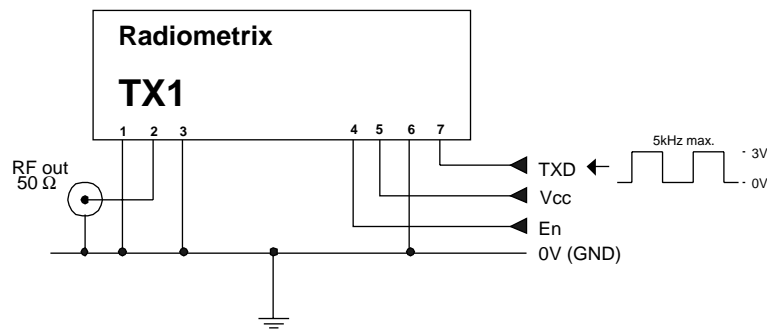 Radiometrix
TX1
1 2 3 4 5 6 7
5kHz max.
3V
0V
RF out
50 Ω
TXD
Vcc
En
0V (GND)